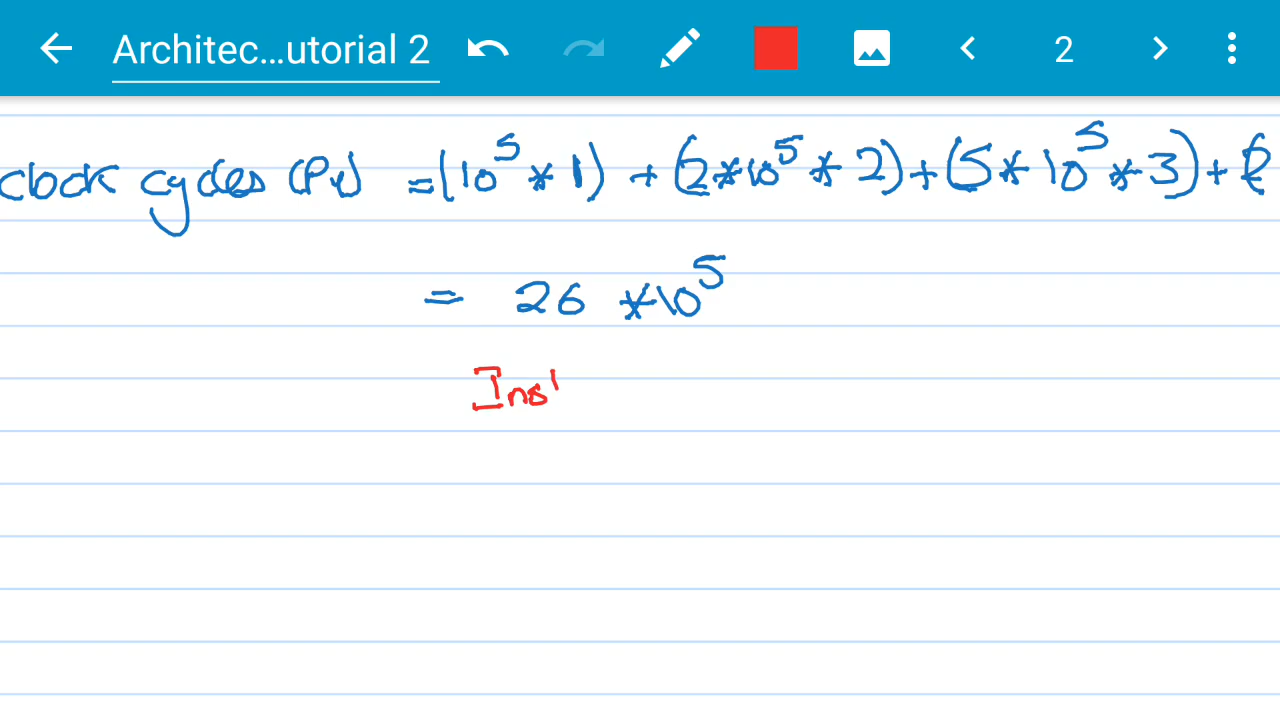 Architec...utorial 2 2
clock cycles (P1) =(10^5 * 1) + (2*10^5 * 2) + (5 * 10^5 * 3) + (
= 26 *10^5
Ins